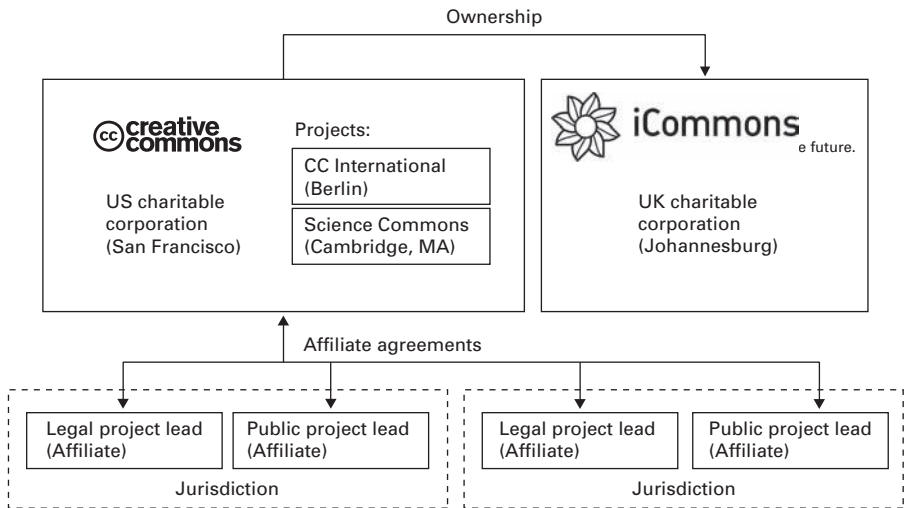 Ownership
cc creative
commons
US charitable
corporation
(San Francisco)
Projects:
CC International
(Berlin)
Science Commons
(Cambridge, MA)
iCommons
e future.
UK charitable
corporation
(Johannesburg)
Affiliate agreements
Legal project lead
(Affiliate)
Public project lead
(Affiliate)
Jurisdiction
Legal project lead
(Affiliate)
Public project lead
(Affiliate)
Jurisdiction